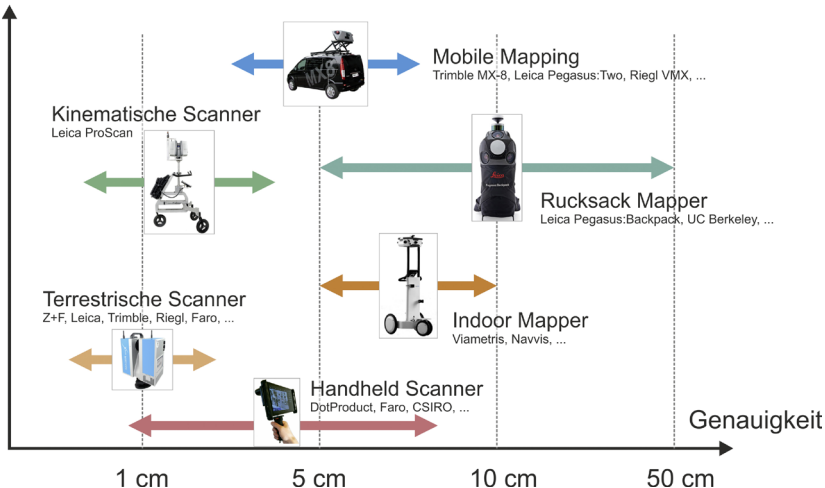 Mobile Mapping
Trimble MX-8, Leica Pegasus:Two, Riegl VMX, ...
MX8
Kinematische Scanner
Leica ProScan
Leica
Rucksack Mapper
Leica Pegasus:Backpack, UC Berkeley, ...
Terrestrische Scanner
Z+F, Leica, Trimble, Riegl, Faro, ...
Indoor Mapper
Viametris, Navvis, ...
Handheld Scanner
DotProduct, Faro, CSIRO, ...
Genauigkeit
1 cm
5 cm
10 cm
50 cm